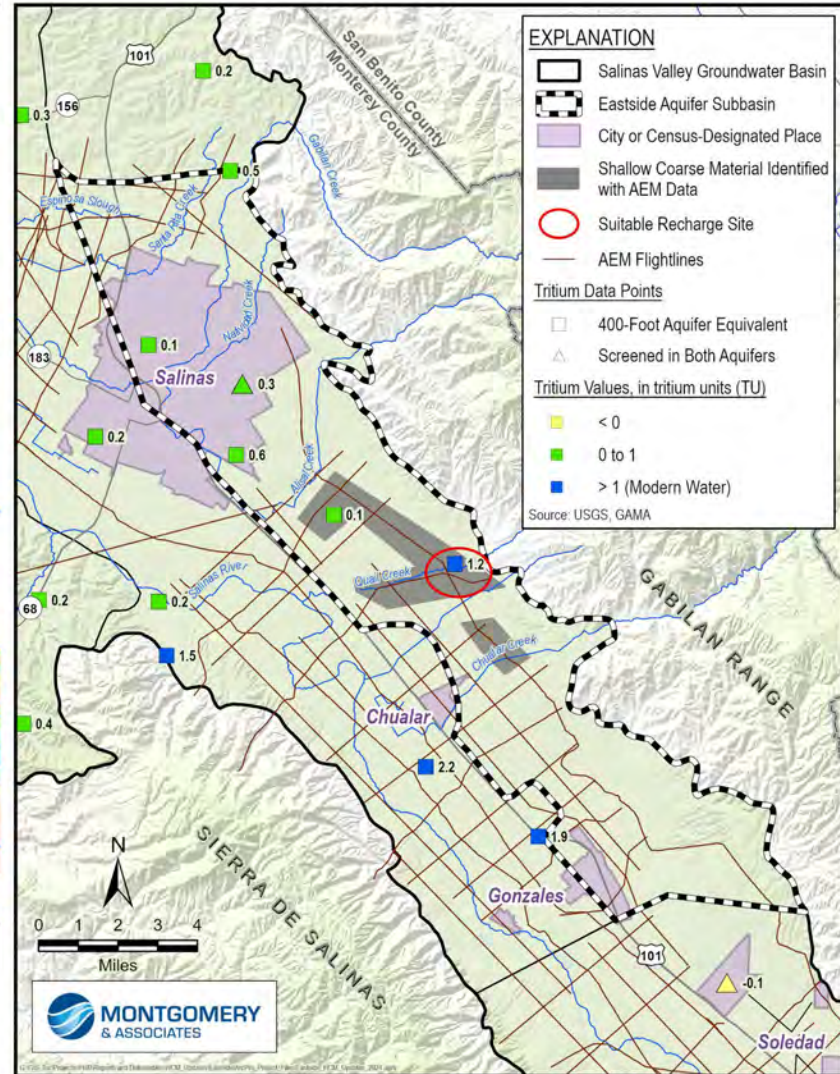 EXPLANATION
Salinas Valley Groundwater Basin
Eastside Aquifer Subbasin
City or Census-Designated Place
Shallow Coarse Material Identified
with AEM Data
Suitable Recharge Site
AEM Flightlines
Tritium Data Points
400-Foot Aquifer Equivalent
Screened in Both Aquifers
Tritium Values, in tritium units (TU)
< 0
0 to 1
> 1 (Modern Water)
Source: USGS, GAMA
San Benito County
Monterey County
101
0.2
156
0.3
Gabilan Creek
0.5
Espinosa Slough
Santa Rita Creek
Natividad Creek
0.1
183
Salinas
0.3
0.2
0.6
Alisal Creek
0.1
1.2
Quail Creek
Salinas River
0.2
68
0.2
GABILAN RANGE
Chualar Creek
1.5
Chualar
0.4
2.2
1.9
N
SIERRA DE SALINAS
Gonzales
0 1 2 3 4
Miles
101
-0.1
Soledad
MONTGOMERY
& ASSOCIATES